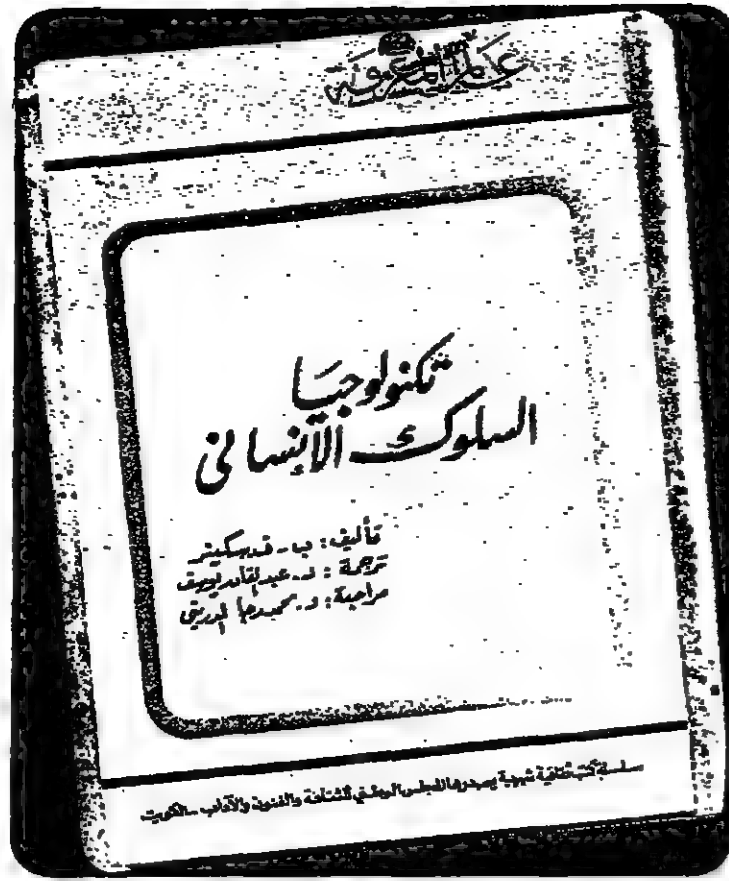 عالم المعرفة
تكنولوجيا
السلوك الإنساني
تأليف: ب. ف. سكينر
ترجمة: د. عبد القادر يوسف
مراجعة: د. محمد رجا الدريني
سلسلة كتب ثقافية شهرية يصدرها المجلس الوطني للثقافة والفنون والآداب - الكويت